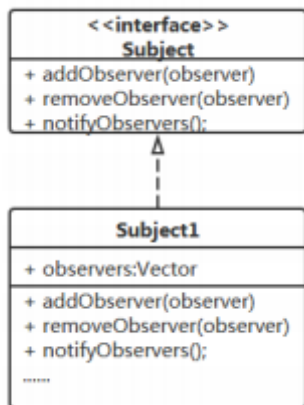 <<interface>>
Subject
+ addObserver(observer)
+ removeObserver(observer)
+ notifyObservers();
Subject1
+ observers:Vector
+ addObserver(observer)
+ removeObserver(observer)
+ notifyObservers();
......